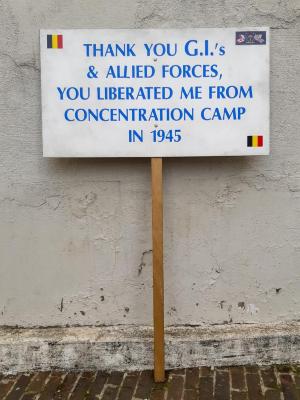 THANK YOU G.I.'s
& ALLIED FORCES,
YOU LIBERATED ME FROM
CONCENTRATION CAMP
IN 1945